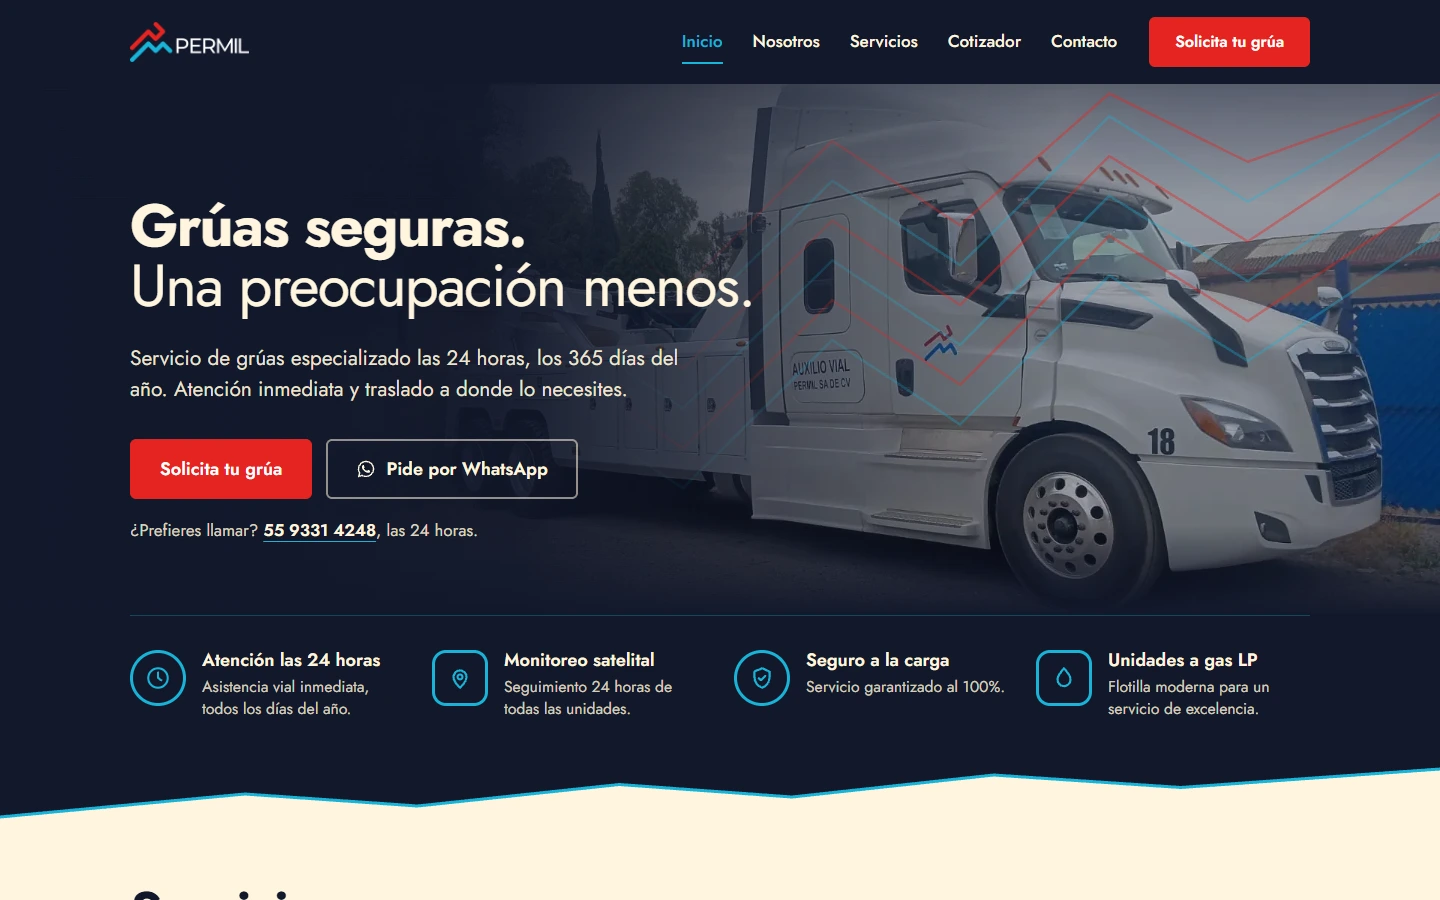 PERMIL
Inicio
Nosotros
Servicios
Cotizador
Contacto
Solicita tu grúa
Grúas seguras.
Una preocupación menos.
Servicio de grúas especializado las 24 horas, los 365 días del
año. Atención inmediata y traslado a donde lo necesites.
Solicita tu grúa
Pide por WhatsApp
¿Prefieres llamar? 55 9331 4248, las 24 horas.
AUXILIO VIAL
PERMIL SA DE CV
18
Atención las 24 horas
Asistencia vial inmediata,
todos los días del año.
Monitoreo satelital
Seguimiento 24 horas de
todas las unidades.
Seguro a la carga
Servicio garantizado al 100%.
Unidades a gas LP
Flotilla moderna para un
servicio de excelencia.